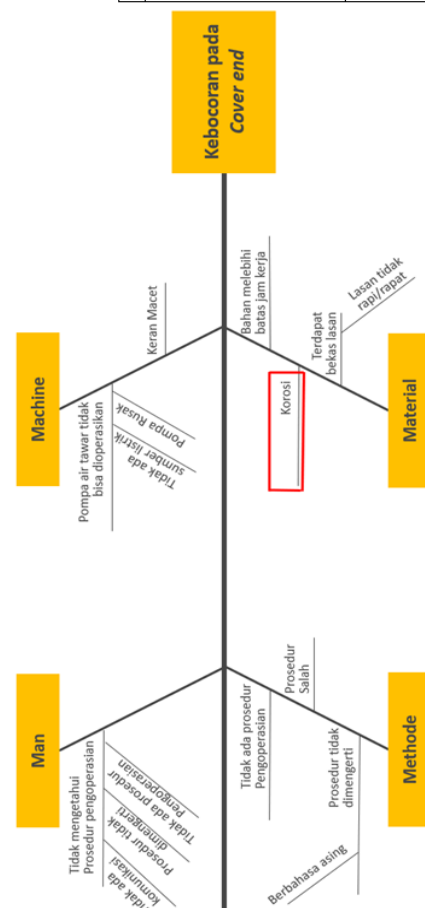 Kebocoran pada
Cover end
Machine
Keran Macet
Pompa air tawar tidak
bisa dioperasikan
Pompa Rusak
Tidak ada
sumber listrik
Material
Bahan melebihi
batas jam kerja
Korosi
Terdapat
bekas lasan
Lasan tidak
rapi/rapat
Man
Tidak mengetahui
Prosedur pengoperasian
Tidak ada prosedur
Pengoperasian
Prosedur tidak
dimengerti
Tidak ada
komunikasi
Methode
Prosedur
Salah
Tidak ada prosedur
Pengoperasian
Prosedur tidak
dimengerti
Berbahasa asing